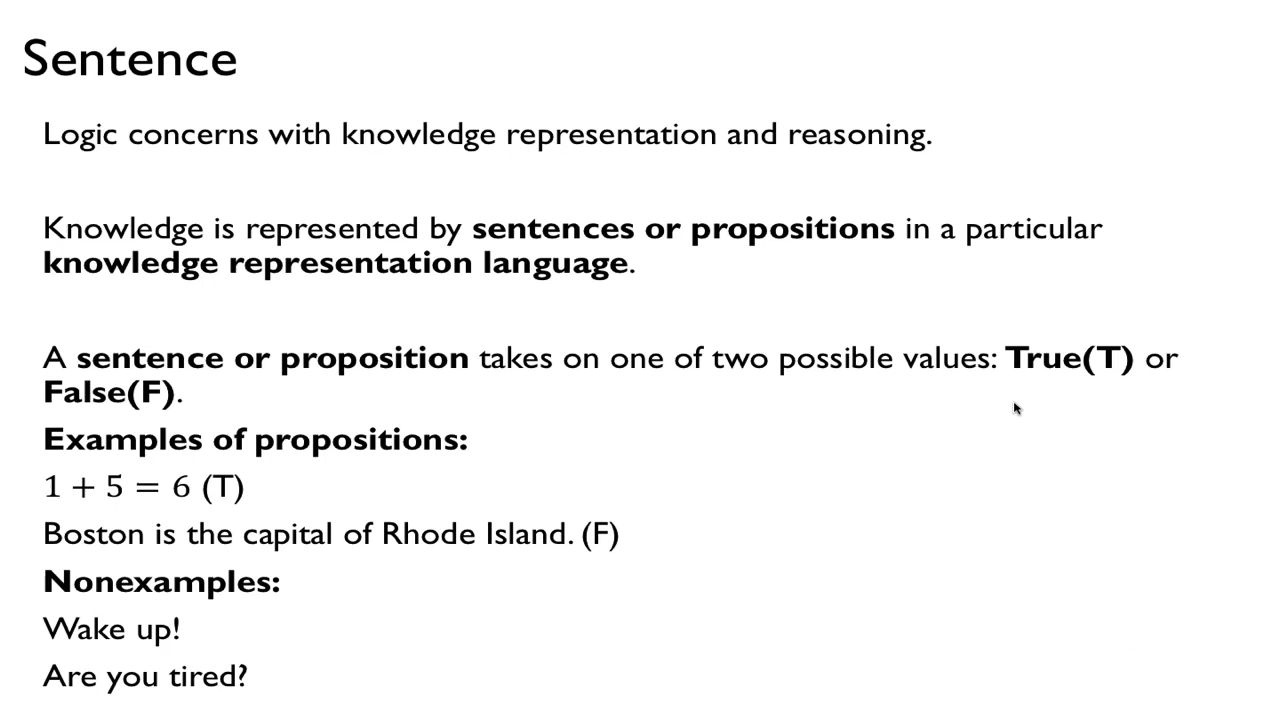 Sentence
Logic concerns with knowledge representation and reasoning.
Knowledge is represented by sentences or propositions in a particular
knowledge representation language.
A sentence or proposition takes on one of two possible values: True(T) or
False(F).
Examples of propositions:
1 + 5 = 6 (T)
Boston is the capital of Rhode Island. (F)
Nonexamples:
Wake up!
Are you tired?